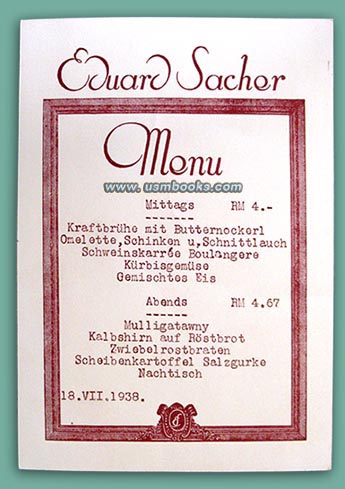 Eduard Sacher
Menu
www.usmbooks.com
Mittags RM 4.-
-------
Kraftbrühe mit Butternockerl
Omelette, Schinken u, Schnittlauch
Schweinskarrée Boulangere
Kürbisgemüse
Gemischtes Eis
-------
Abends RM 4.67
-------
Mulligatawny
Kalbshirn auf Röstbrot
Zwiebelrostbraten
Scheibenkartoffel Salzgurke
Nachtisch
18.VII.1938.